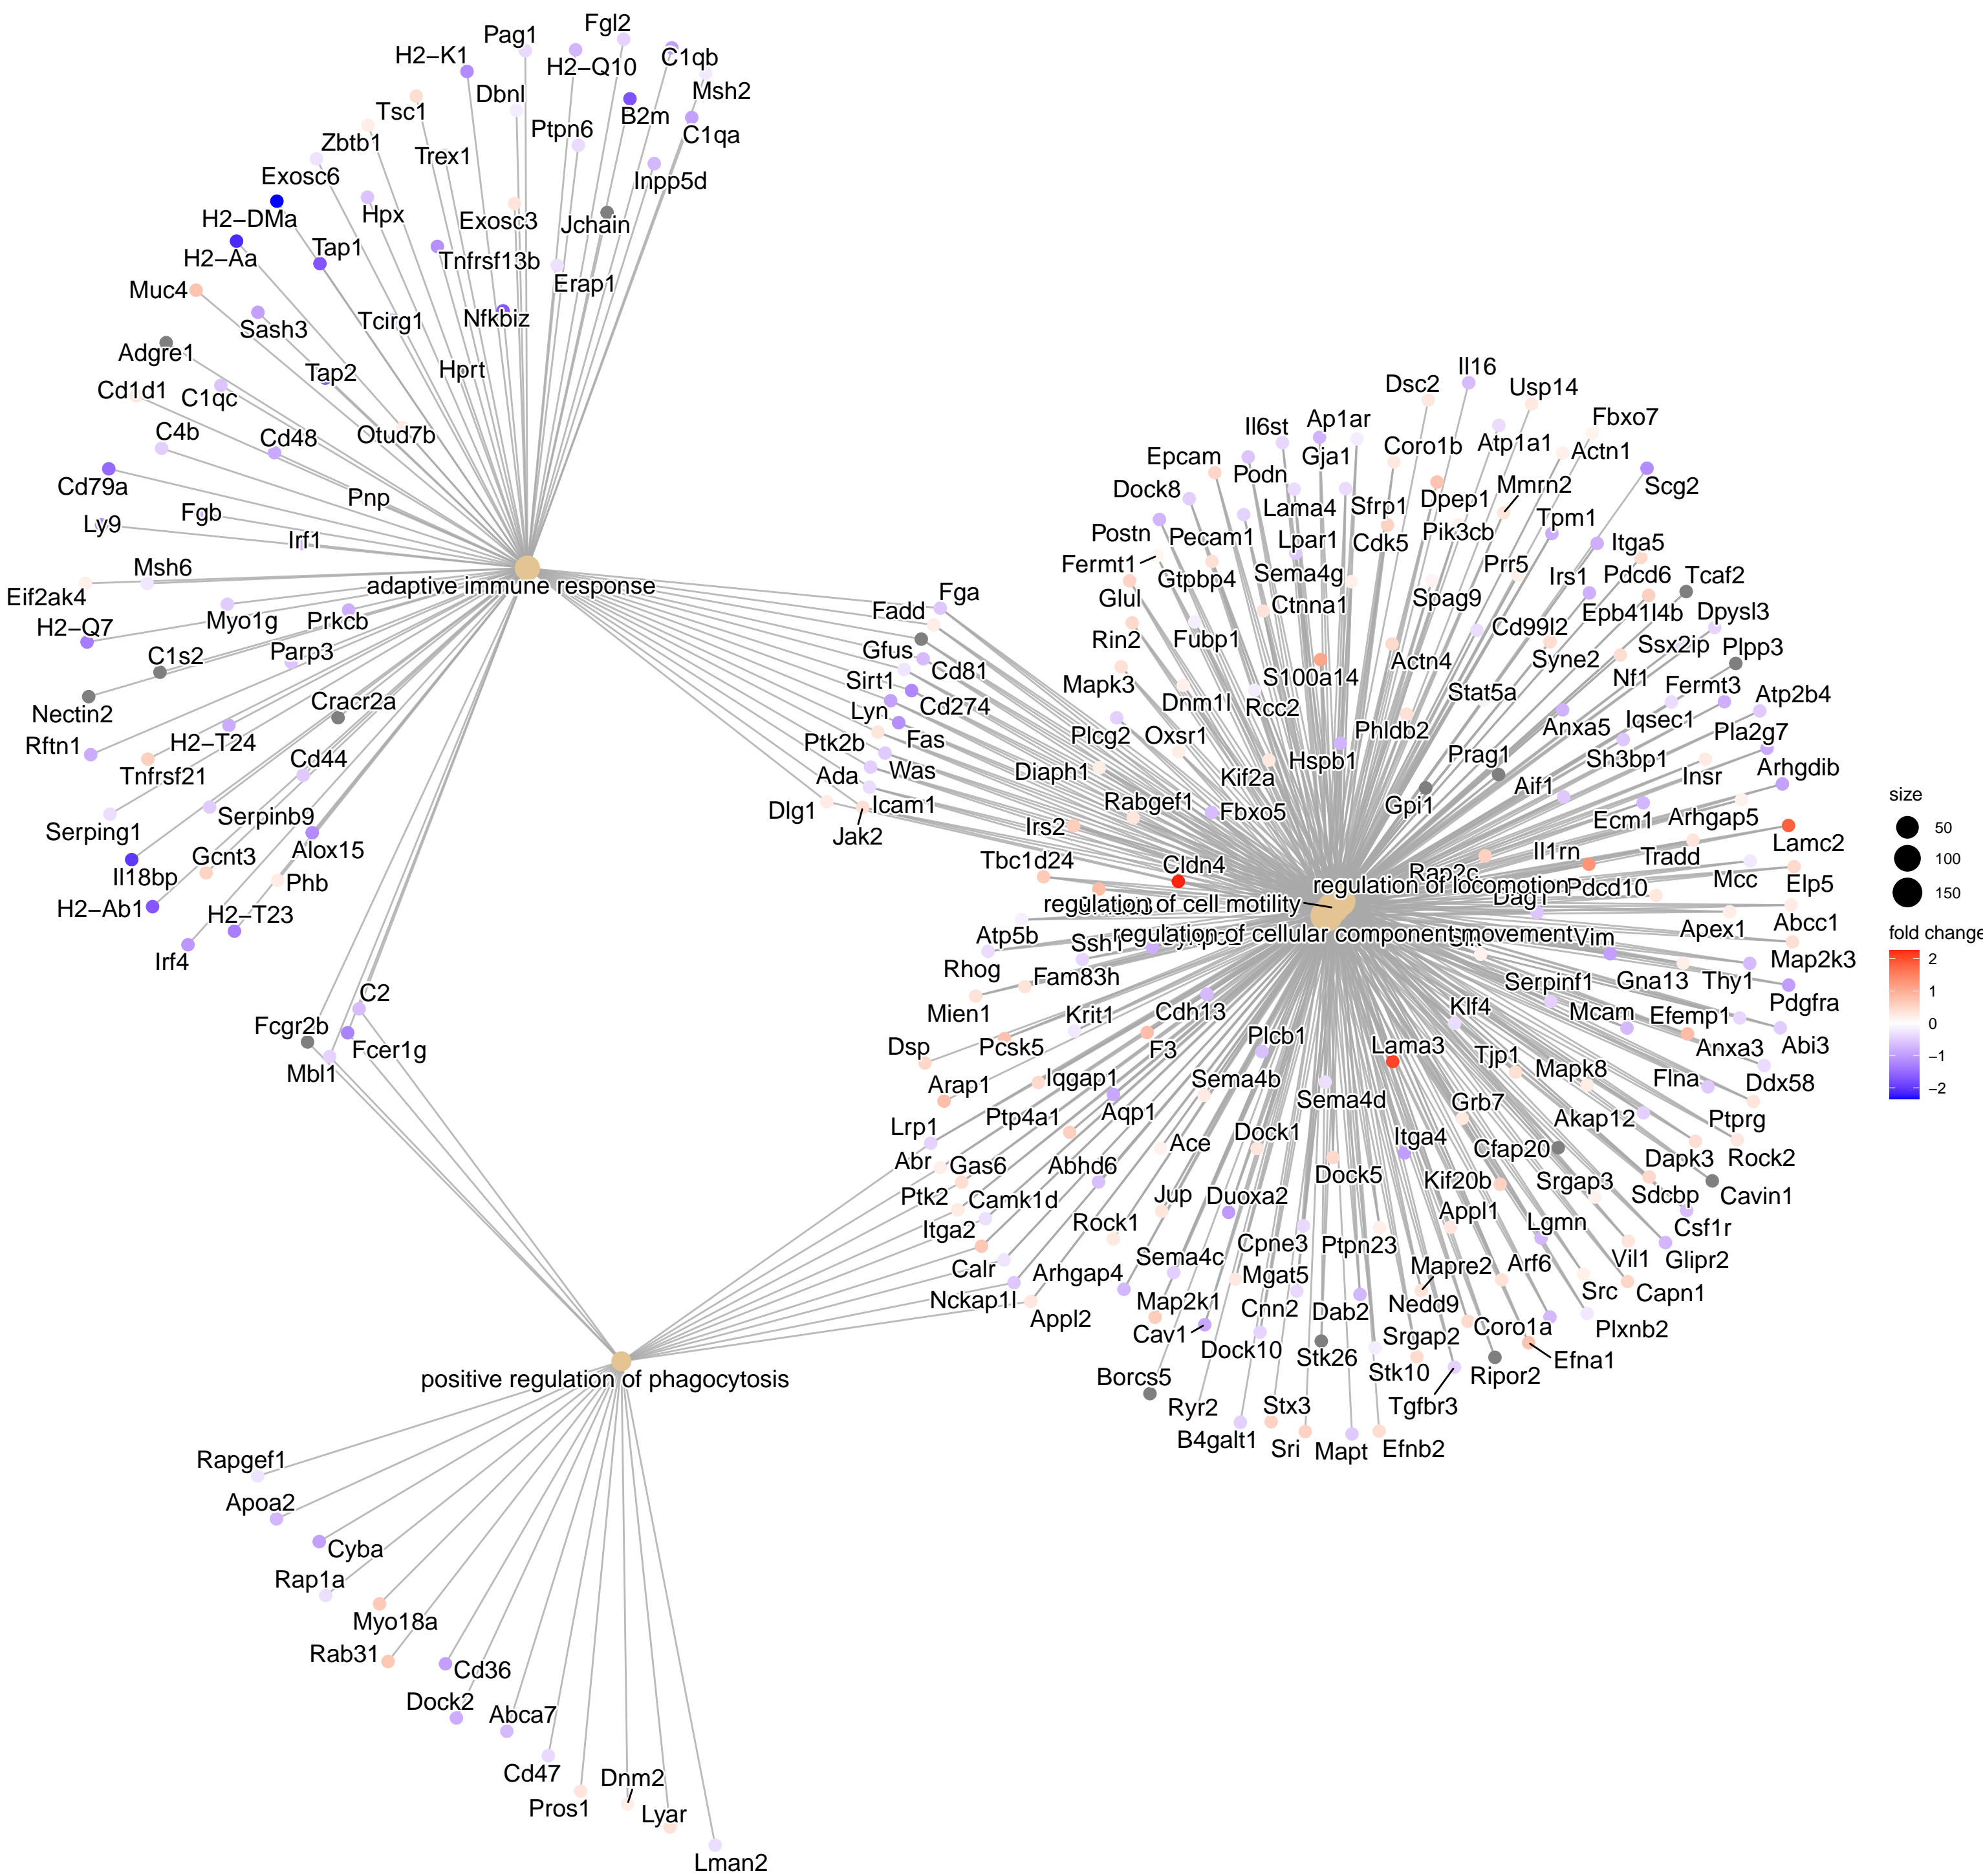 Fgl2
Pag1
H2−K1
H2−Q10
C1qb
Msh2
Dbnl
Tsc1
B2m
C1qa
Ptpn6
Zbtb1
Trex1
Inpp5d
Exosc6
H2−DMa
Hpx
Exosc3
Jchain
H2−Aa
Tap1
Tnfrsf13b
Erap1
Muc4
Sash3
Tcirg1
Nfkbiz
Adgre1
Tap2
Hprt
Cd1d1
C1qc
C4b
Cd48
Otud7b
Cd79a
Pnp
Ly9
Fgb
Irf1
Msh6
Eif2ak4
adaptive immune response
H2−Q7
Myo1g
Prkcb
C1s2
Parp3
Nectin2
Cracr2a
Rftn1
H2−T24
Tnfrsf21
Cd44
Serping1
Serpinb9
Gcnt3
Alox15
Il18bp
Phb
H2−Ab1
H2−T23
Irf4
C2
Fcgr2b
Fcer1g
Mbl1
Fga
Fadd
Gfus
Cd81
Sirt1
Cd274
Lyn
Fas
Ptk2b
Ada
Was
Dlg1
Icam1
Jak2
Il16
Dsc2
Usp14
Fbxo7
Il6st
Ap1ar
Coro1b
Atp1a1
Actn1
Epcam
Podn
Gja1
Scg2
Dock8
Lama4
Sfrp1
Dpep1
Mmrn2
Postn
Pecam1
Lpar1
Cdk5
Pik3cb
Tpm1
Itga5
Fermt1
Gtpbp4
Sema4g
Prr5
Irs1
Pdcd6
Tcaf2
Glul
Ctnna1
Spag9
Epb41l4b
Dpysl3
Rin2
Fubp1
Cd99l2
Ssx2ip
Plpp3
Mapk3
S100a14
Actn4
Syne2
Nf1
Dnm1l
Rcc2
Stat5a
Fermt3
Atp2b4
Plcg2
Oxsr1
Phldb2
Anxa5
Iqsec1
Pla2g7
Diaph1
Kif2a
Hspb1
Prag1
Sh3bp1
Insr
Arhgdib
Rabgef1
Fbxo5
Gpi1
Aif1
Ecm1
Arhgap5
Irs2
Lamc2
Tbc1d24
Cldn4
Rap2c
Il1rn
Tradd
Mcc
Elp5
regulation of locomotion
Pdcd10
regulation of cell motility
Dag1
Abcc1
Atp5b
Ssh1
regulation of cellular component movement
Vim
Apex1
Map2k3
Rhog
Fam83h
Serpinf1
Gna13
Thy1
Pdgfra
Mien1
Krit1
Cdh13
Klf4
Mcam
Efemp1
Abi3
Dsp
Pcsk5
F3
Plcb1
Lama3
Tjp1
Mapk8
Anxa3
Arap1
Iqgap1
Sema4b
Flna
Ddx58
Ptp4a1
Aqp1
Sema4d
Grb7
Akap12
Ptprg
Lrp1
Ace
Dock1
Itga4
Cfap20
Abr
Gas6
Abhd6
Dock5
Kif20b
Srgap3
Dapk3
Rock2
Ptk2
Camk1d
Jup
Duoxa2
Appl1
Sdcbp
Cavin1
Itga2
Rock1
Lgmn
Csf1r
Calr
Arhgap4
Sema4c
Cpne3
Ptpn23
Mapre2
Arf6
Vil1
Glipr2
Nckap1l
Mgat5
Src
Capn1
Appl2
Map2k1
Cnn2
Dab2
Nedd9
Cav1
Srgap2
Coro1a
Plxnb2
Dock10
Stk26
Stk10
Efna1
Borcs5
Ripor2
Ryr2
Stx3
Tgfbr3
B4galt1
Sri
Mapt
Efnb2
positive regulation of phagocytosis
Rapgef1
Apoa2
Cyba
Rap1a
Myo18a
Rab31
Cd36
Dock2
Abca7
Cd47
Dnm2
Pros1
Lyar
Lman2
size
50
100
150
fold change
2
1
0
−1
−2